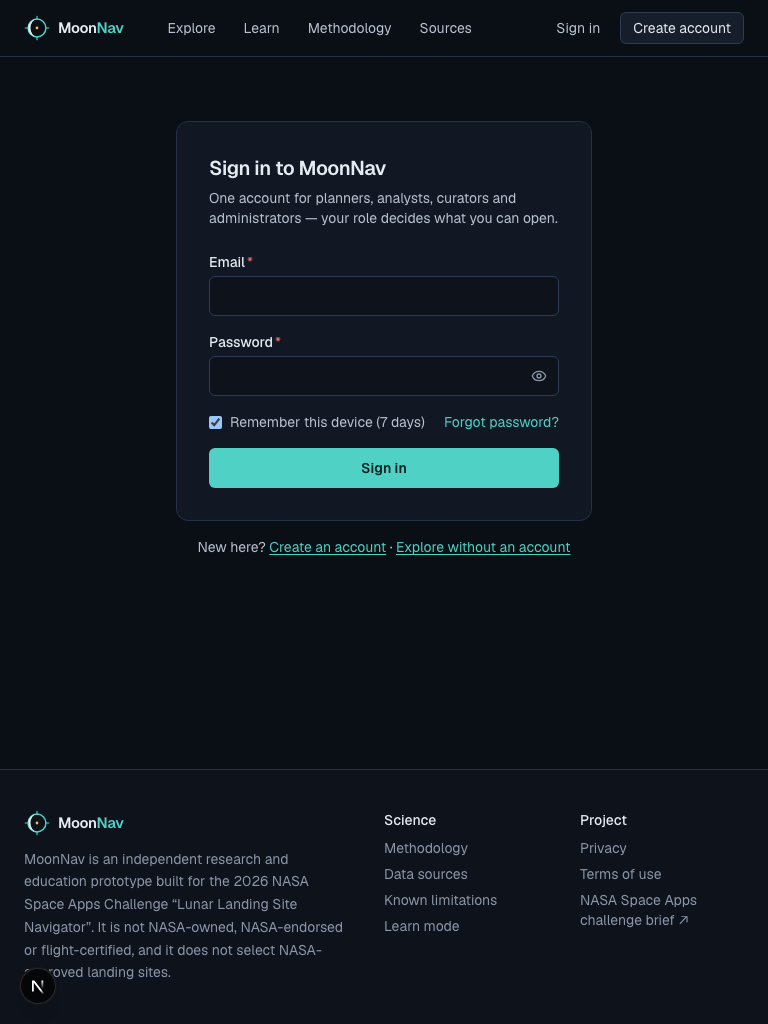 MoonNav
Explore
Learn
Methodology
Sources
Sign in
Create account
Sign in to MoonNav
One account for planners, analysts, curators and
administrators — your role decides what you can open.
Email *
Password *
Remember this device (7 days)
Forgot password?
Sign in
New here? Create an account · Explore without an account
MoonNav
MoonNav is an independent research and
education prototype built for the 2026 NASA
Space Apps Challenge “Lunar Landing Site
Navigator”. It is not NASA-owned, NASA-endorsed
or flight-certified, and it does not select NASA-
landing sites.
Science
Methodology
Data sources
Known limitations
Learn mode
Project
Privacy
Terms of use
NASA Space Apps
challenge brief ↗
N